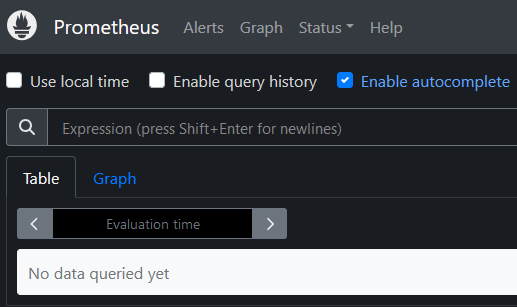 Prometheus Alerts Graph Status Help
Use local time Enable query history Enable autocomplete
Expression (press Shift+Enter for newlines)
Table Graph
Evaluation time
No data queried yet